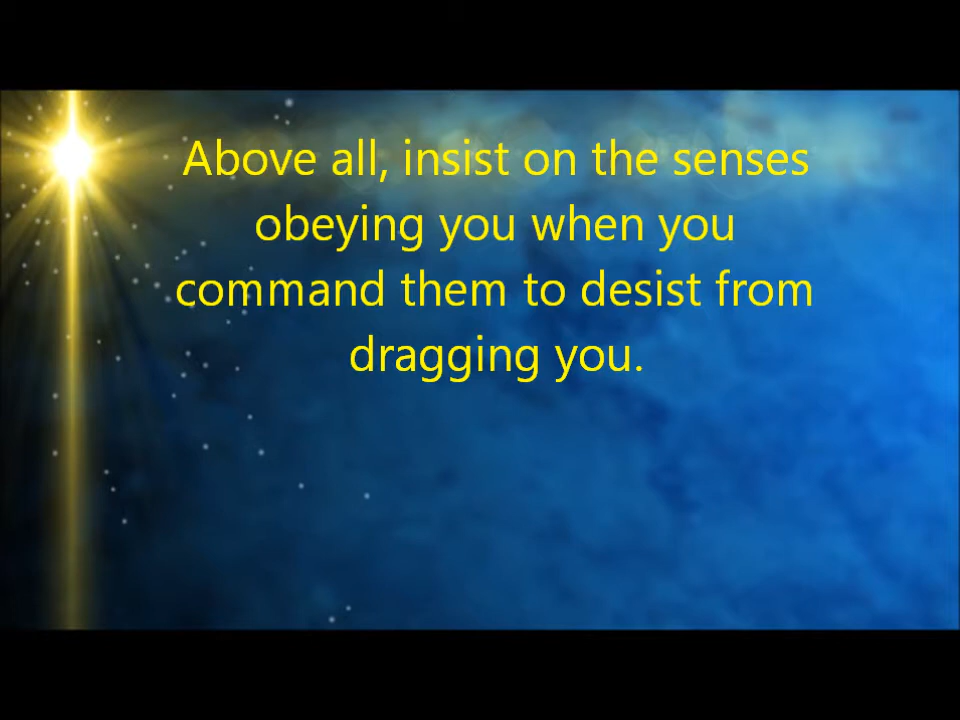 Above all, insist on the senses
obeying you when you
command them to desist from
dragging you.